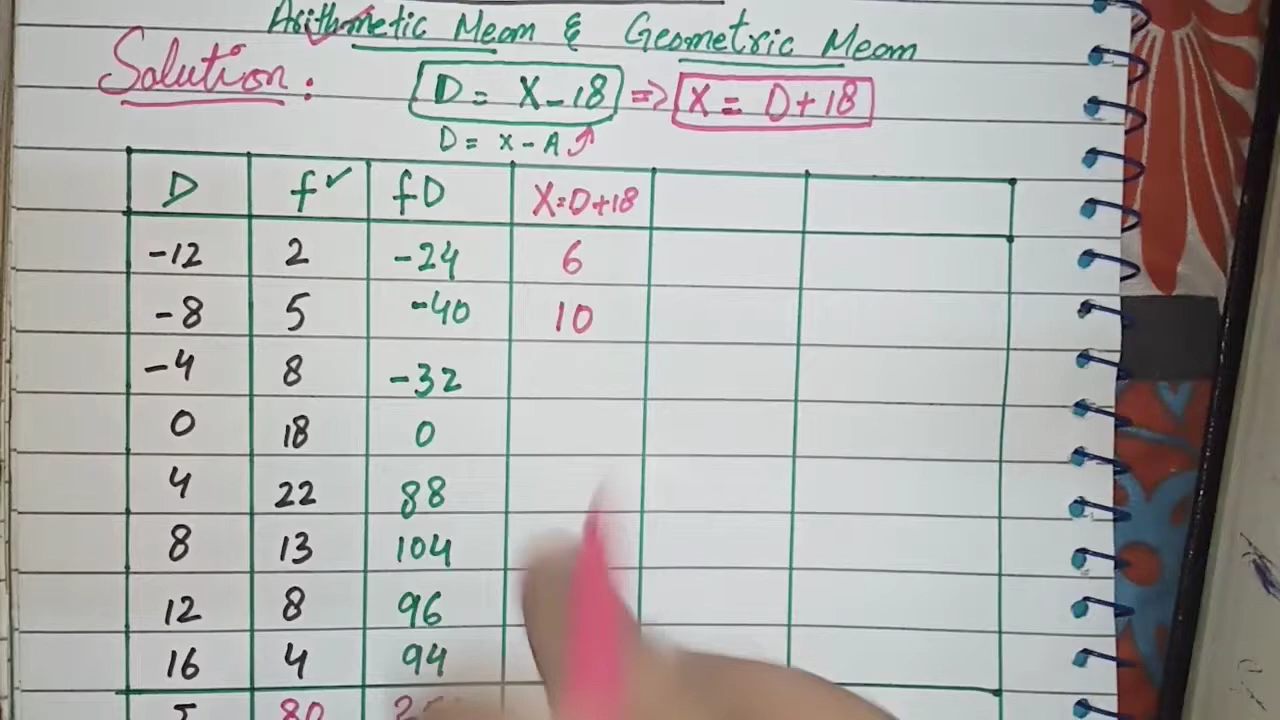 Arithmetic Mean & Geometric Mean
Solution: D = X-18 => X = D+18
D = x - A
D f✓ fD X=D+18
-12 2 -24 6
-8 5 -40 10
-4 8 -32
0 18 0
4 22 88
8 13 104
12 8 96
16 4 94
80